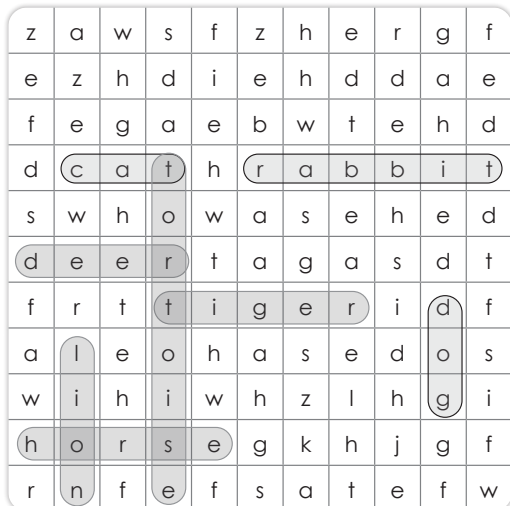 z a w s f z h e r g f
e z h d i e h d d a e
f e g a e b w t e h d
d c a t h r a b b i t
s w h o w a s e h e d
d e e r t a g a s d t
f r t t i g e r i d f
a l e o h a s e d o s
w i h i w h z l h g i
h o r s e g k h j g f
r n f e f s a t e f w